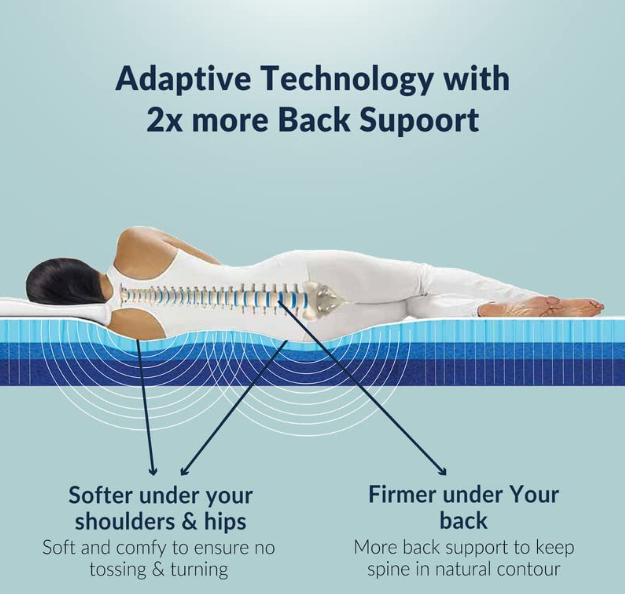 Adaptive Technology with
2x more Back Supoort
Softer under your
shoulders & hips
Soft and comfy to ensure no
tossing & turning
Firmer under Your
back
More back support to keep
spine in natural contour